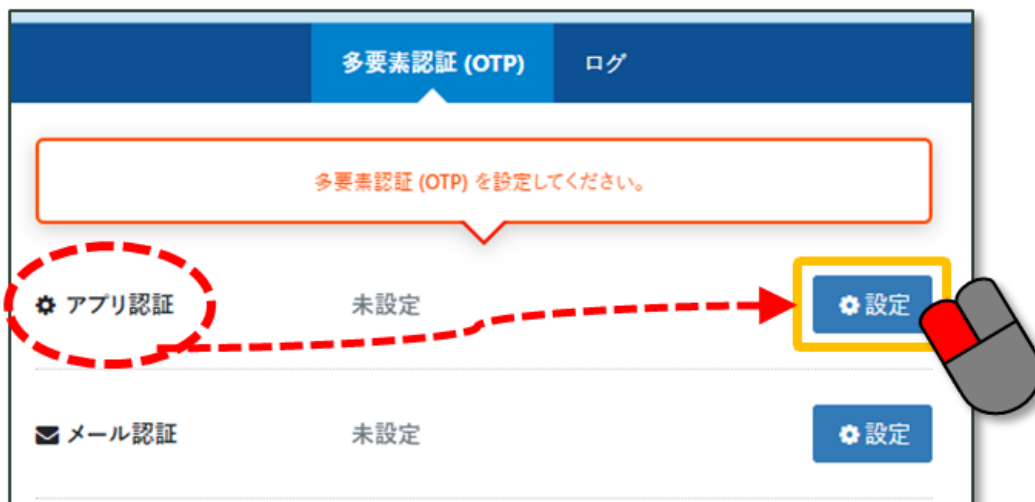 多要素認証 (OTP) ログ
多要素認証 (OTP) を設定してください。
アプリ認証 未設定 設定
メール認証 未設定 設定